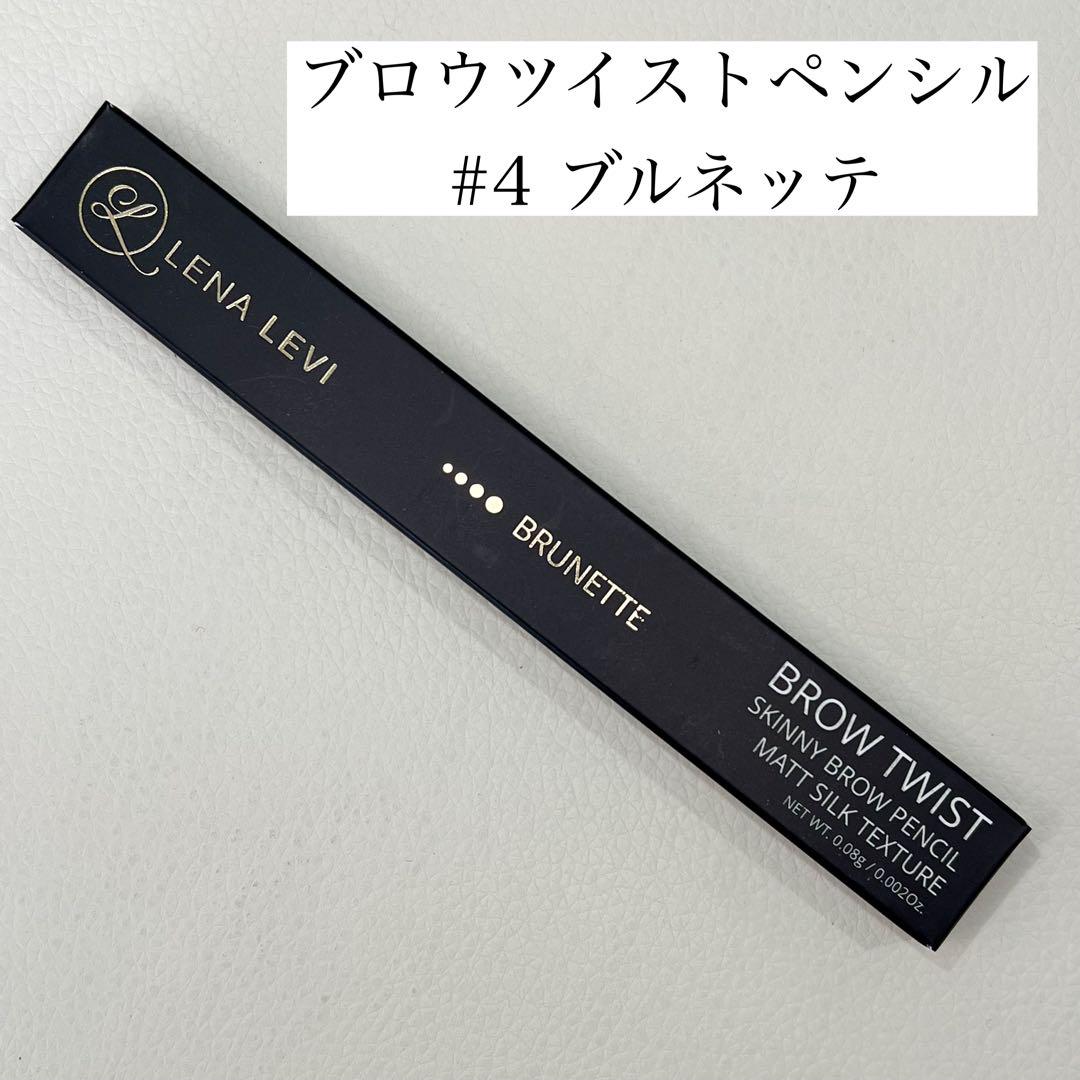 ブロウツイストペンシル
#4 ブルネッテ
L
LENA LEVI
BRUNETTE
BROW TWIST
SKINNY BROW PENCIL
MATT SILK TEXTURE
NET WT. 0.08g / 0.002Oz.